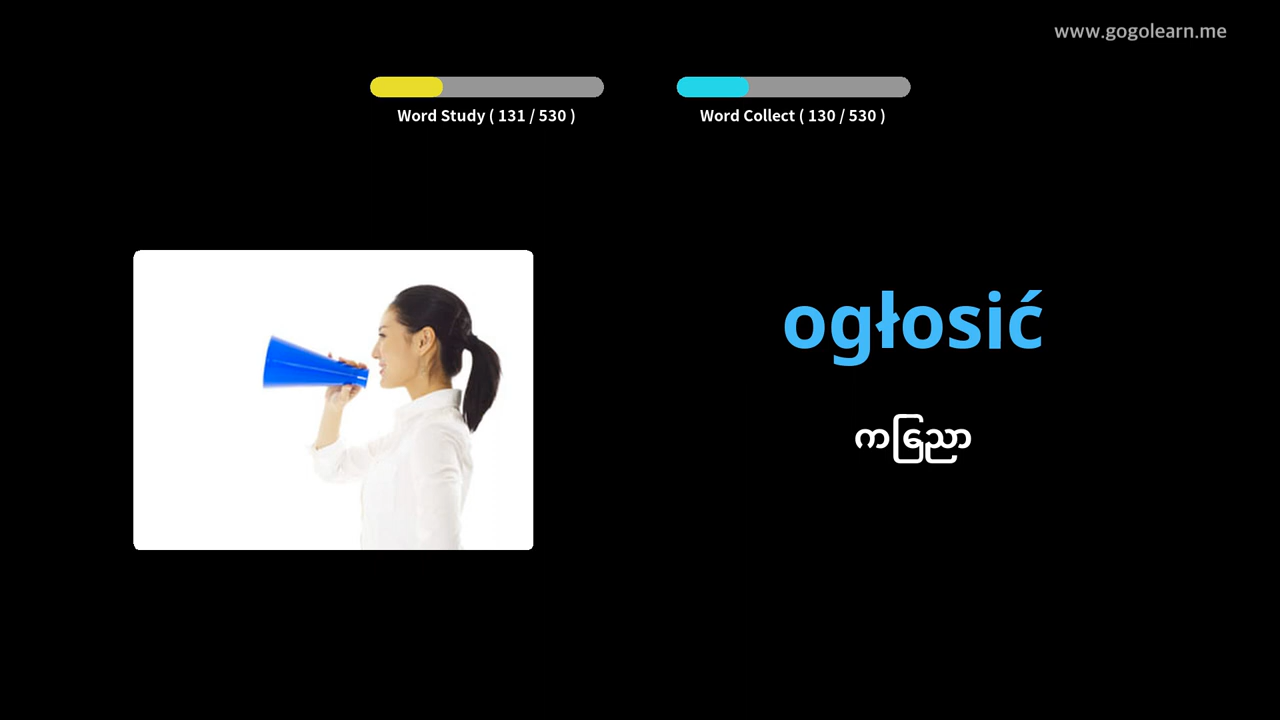 www.gogolearn.me
Word Study ( 131 / 530 )
Word Collect ( 130 / 530 )
ogłosić
ကြေညာ